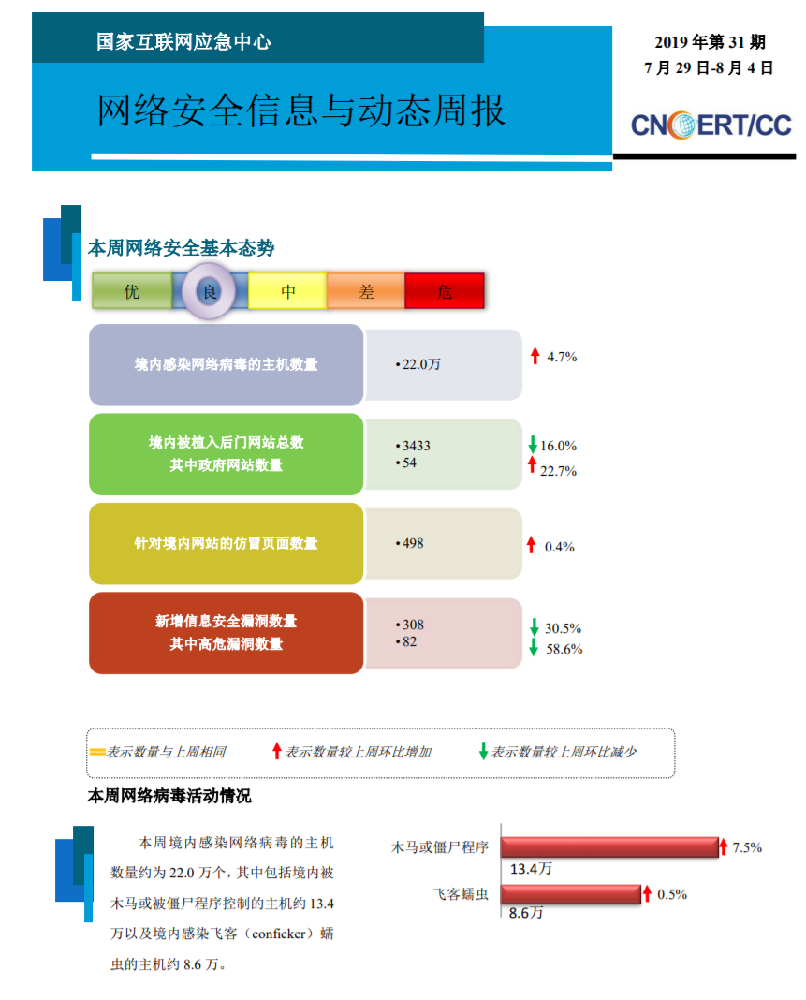 国家互联网应急中心
2019 年第 31 期
7 月 29 日-8 月 4 日
网络安全信息与动态周报
CNCERT/CC
本周网络安全基本态势
优 良 中 差 危
境内感染网络病毒的主机数量
•22.0万
4.7%
境内被植入后门网站总数
其中政府网站数量
•3433
•54
16.0%
22.7%
针对境内网站的仿冒页面数量
•498
0.4%
新增信息安全漏洞数量
其中高危漏洞数量
•308
•82
30.5%
58.6%
表示数量与上周相同 表示数量较上周环比增加 表示数量较上周环比减少
本周网络病毒活动情况
本周境内感染网络病毒的主机
数量约为 22.0 万个，其中包括境内被
木马或被僵尸程序控制的主机约 13.4
万以及境内感染飞客（conficker）蠕
虫的主机约 8.6 万。
木马或僵尸程序
7.5%
13.4万
飞客蠕虫
0.5%
8.6万